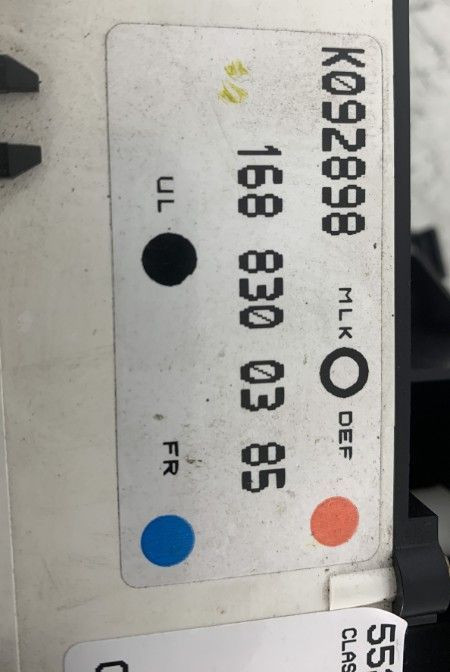 K092898
MLK DEF
168 830 03 85
UL FR
55
CLAS